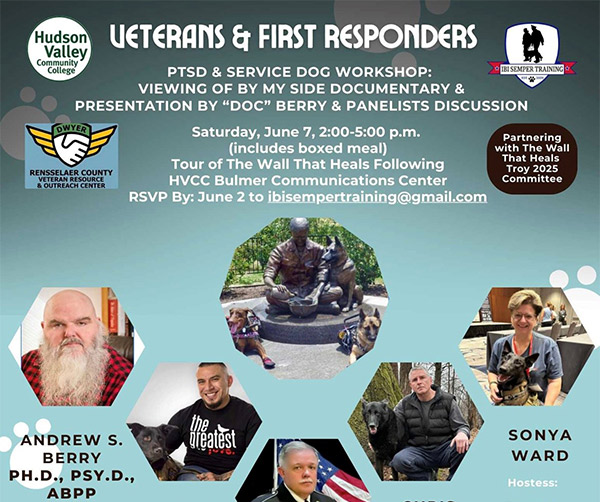 Hudson
Valley
Community
College
VETERANS & FIRST RESPONDERS
IBI SEMPER TRAINING
PTSD & SERVICE DOG WORKSHOP:
VIEWING OF BY MY SIDE DOCUMENTARY &
PRESENTATION BY “DOC” BERRY & PANELISTS DISCUSSION
DWYER
RENSSELAER COUNTY
VETERAN RESOURCE
& OUTREACH CENTER
Saturday, June 7, 2:00-5:00 p.m.
(includes boxed meal)
Tour of The Wall That Heals Following
HVCC Bulmer Communications Center
RSVP By: June 2 to ibisempertraining@gmail.com
Partnering
with The Wall
That Heals
Troy 2025
Committee
the
greatest
ANDREW S.
BERRY
PH.D., PSY.D.,
ABPP
SONYA
WARD
Hostess: